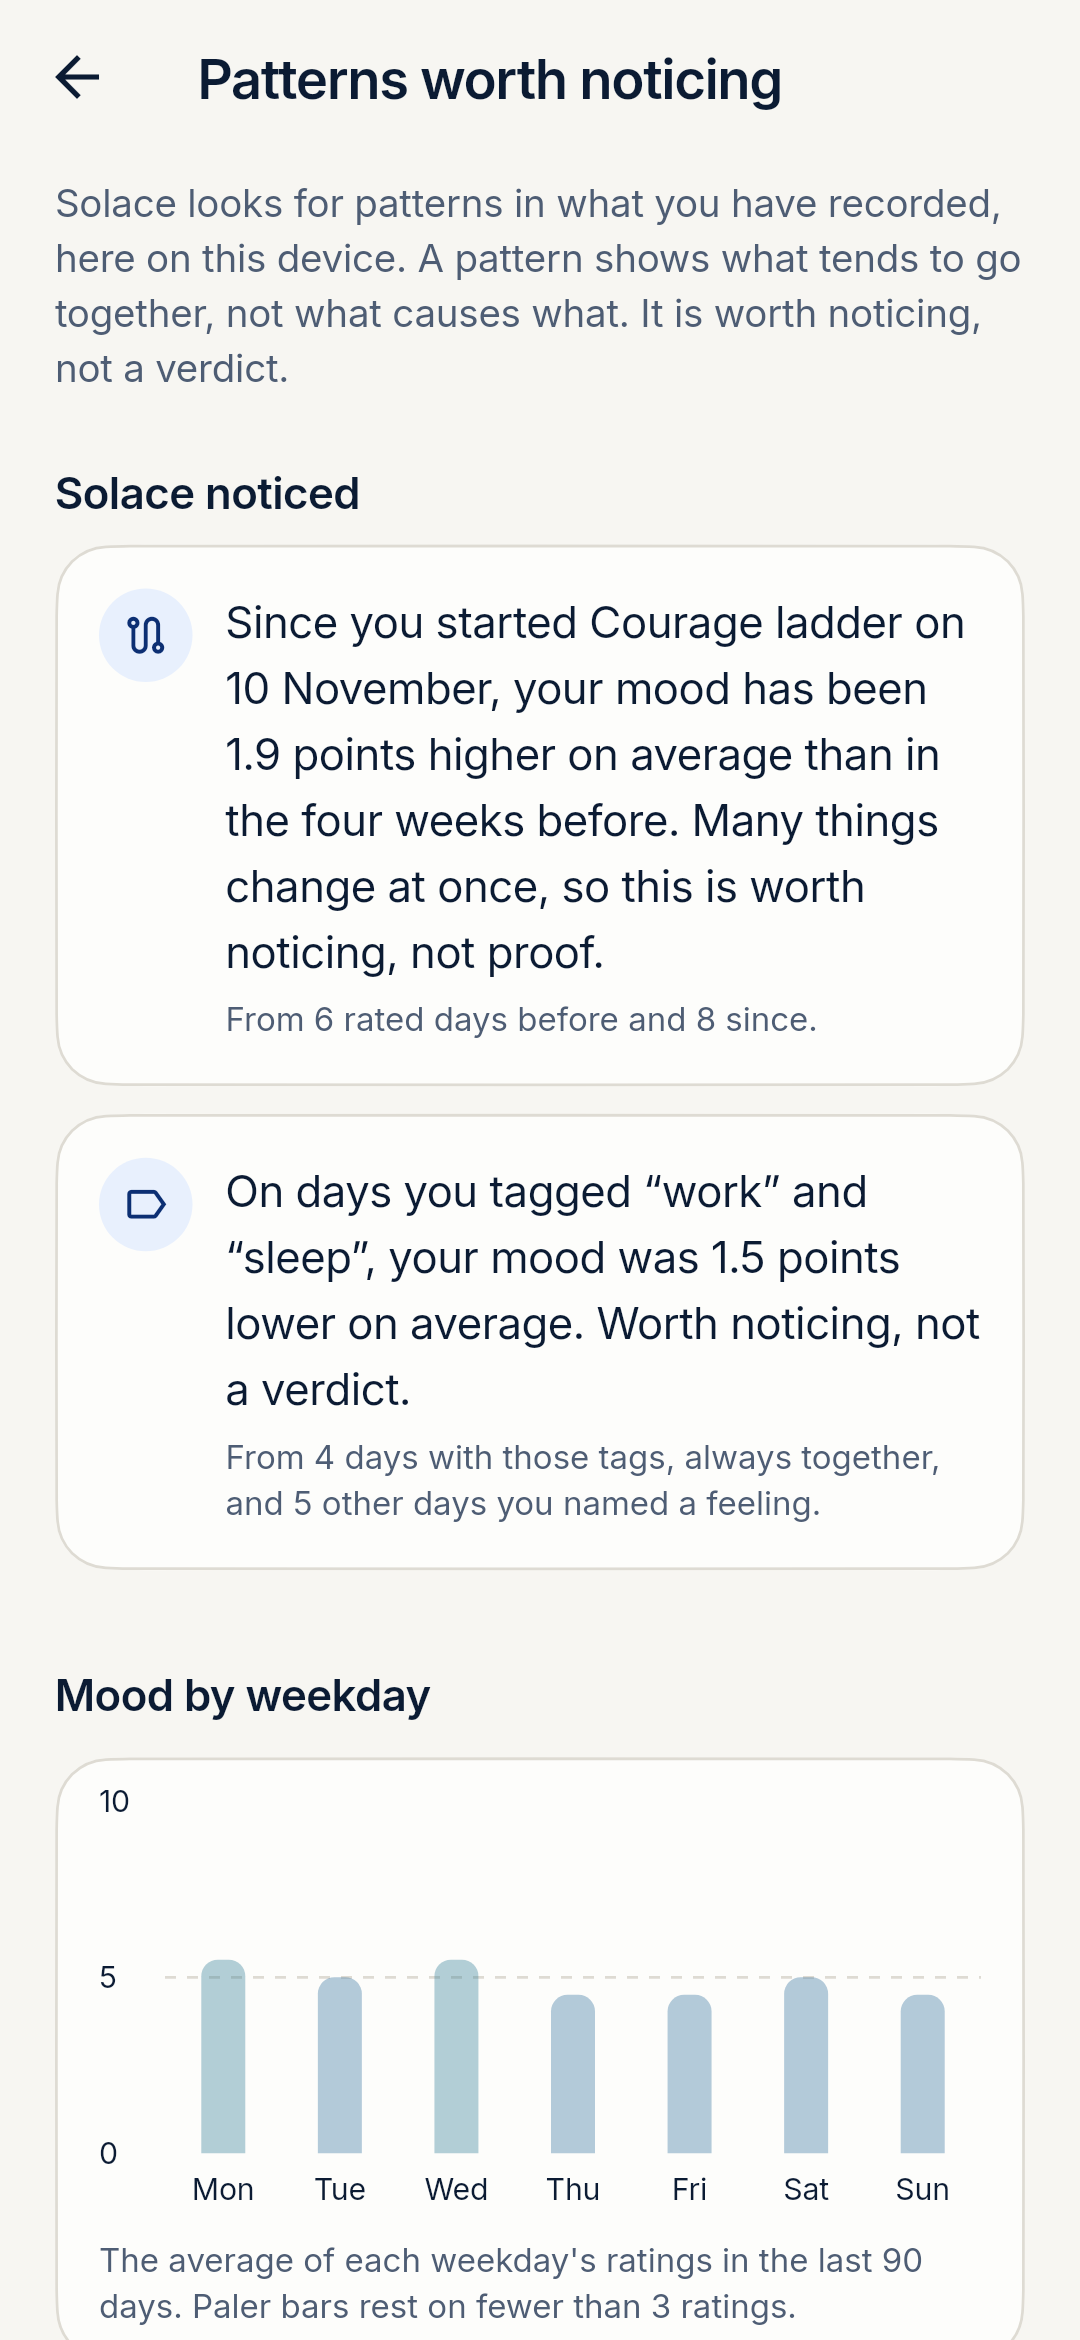 Patterns worth noticing
Solace looks for patterns in what you have recorded,
here on this device. A pattern shows what tends to go
together, not what causes what. It is worth noticing,
not a verdict.
Solace noticed
Since you started Courage ladder on
10 November, your mood has been
1.9 points higher on average than in
the four weeks before. Many things
change at once, so this is worth
noticing, not proof.
From 6 rated days before and 8 since.
On days you tagged “work” and
“sleep”, your mood was 1.5 points
lower on average. Worth noticing, not
a verdict.
From 4 days with those tags, always together,
and 5 other days you named a feeling.
Mood by weekday
10
5
0
Mon Tue Wed Thu Fri Sat Sun
The average of each weekday's ratings in the last 90
days. Paler bars rest on fewer than 3 ratings.